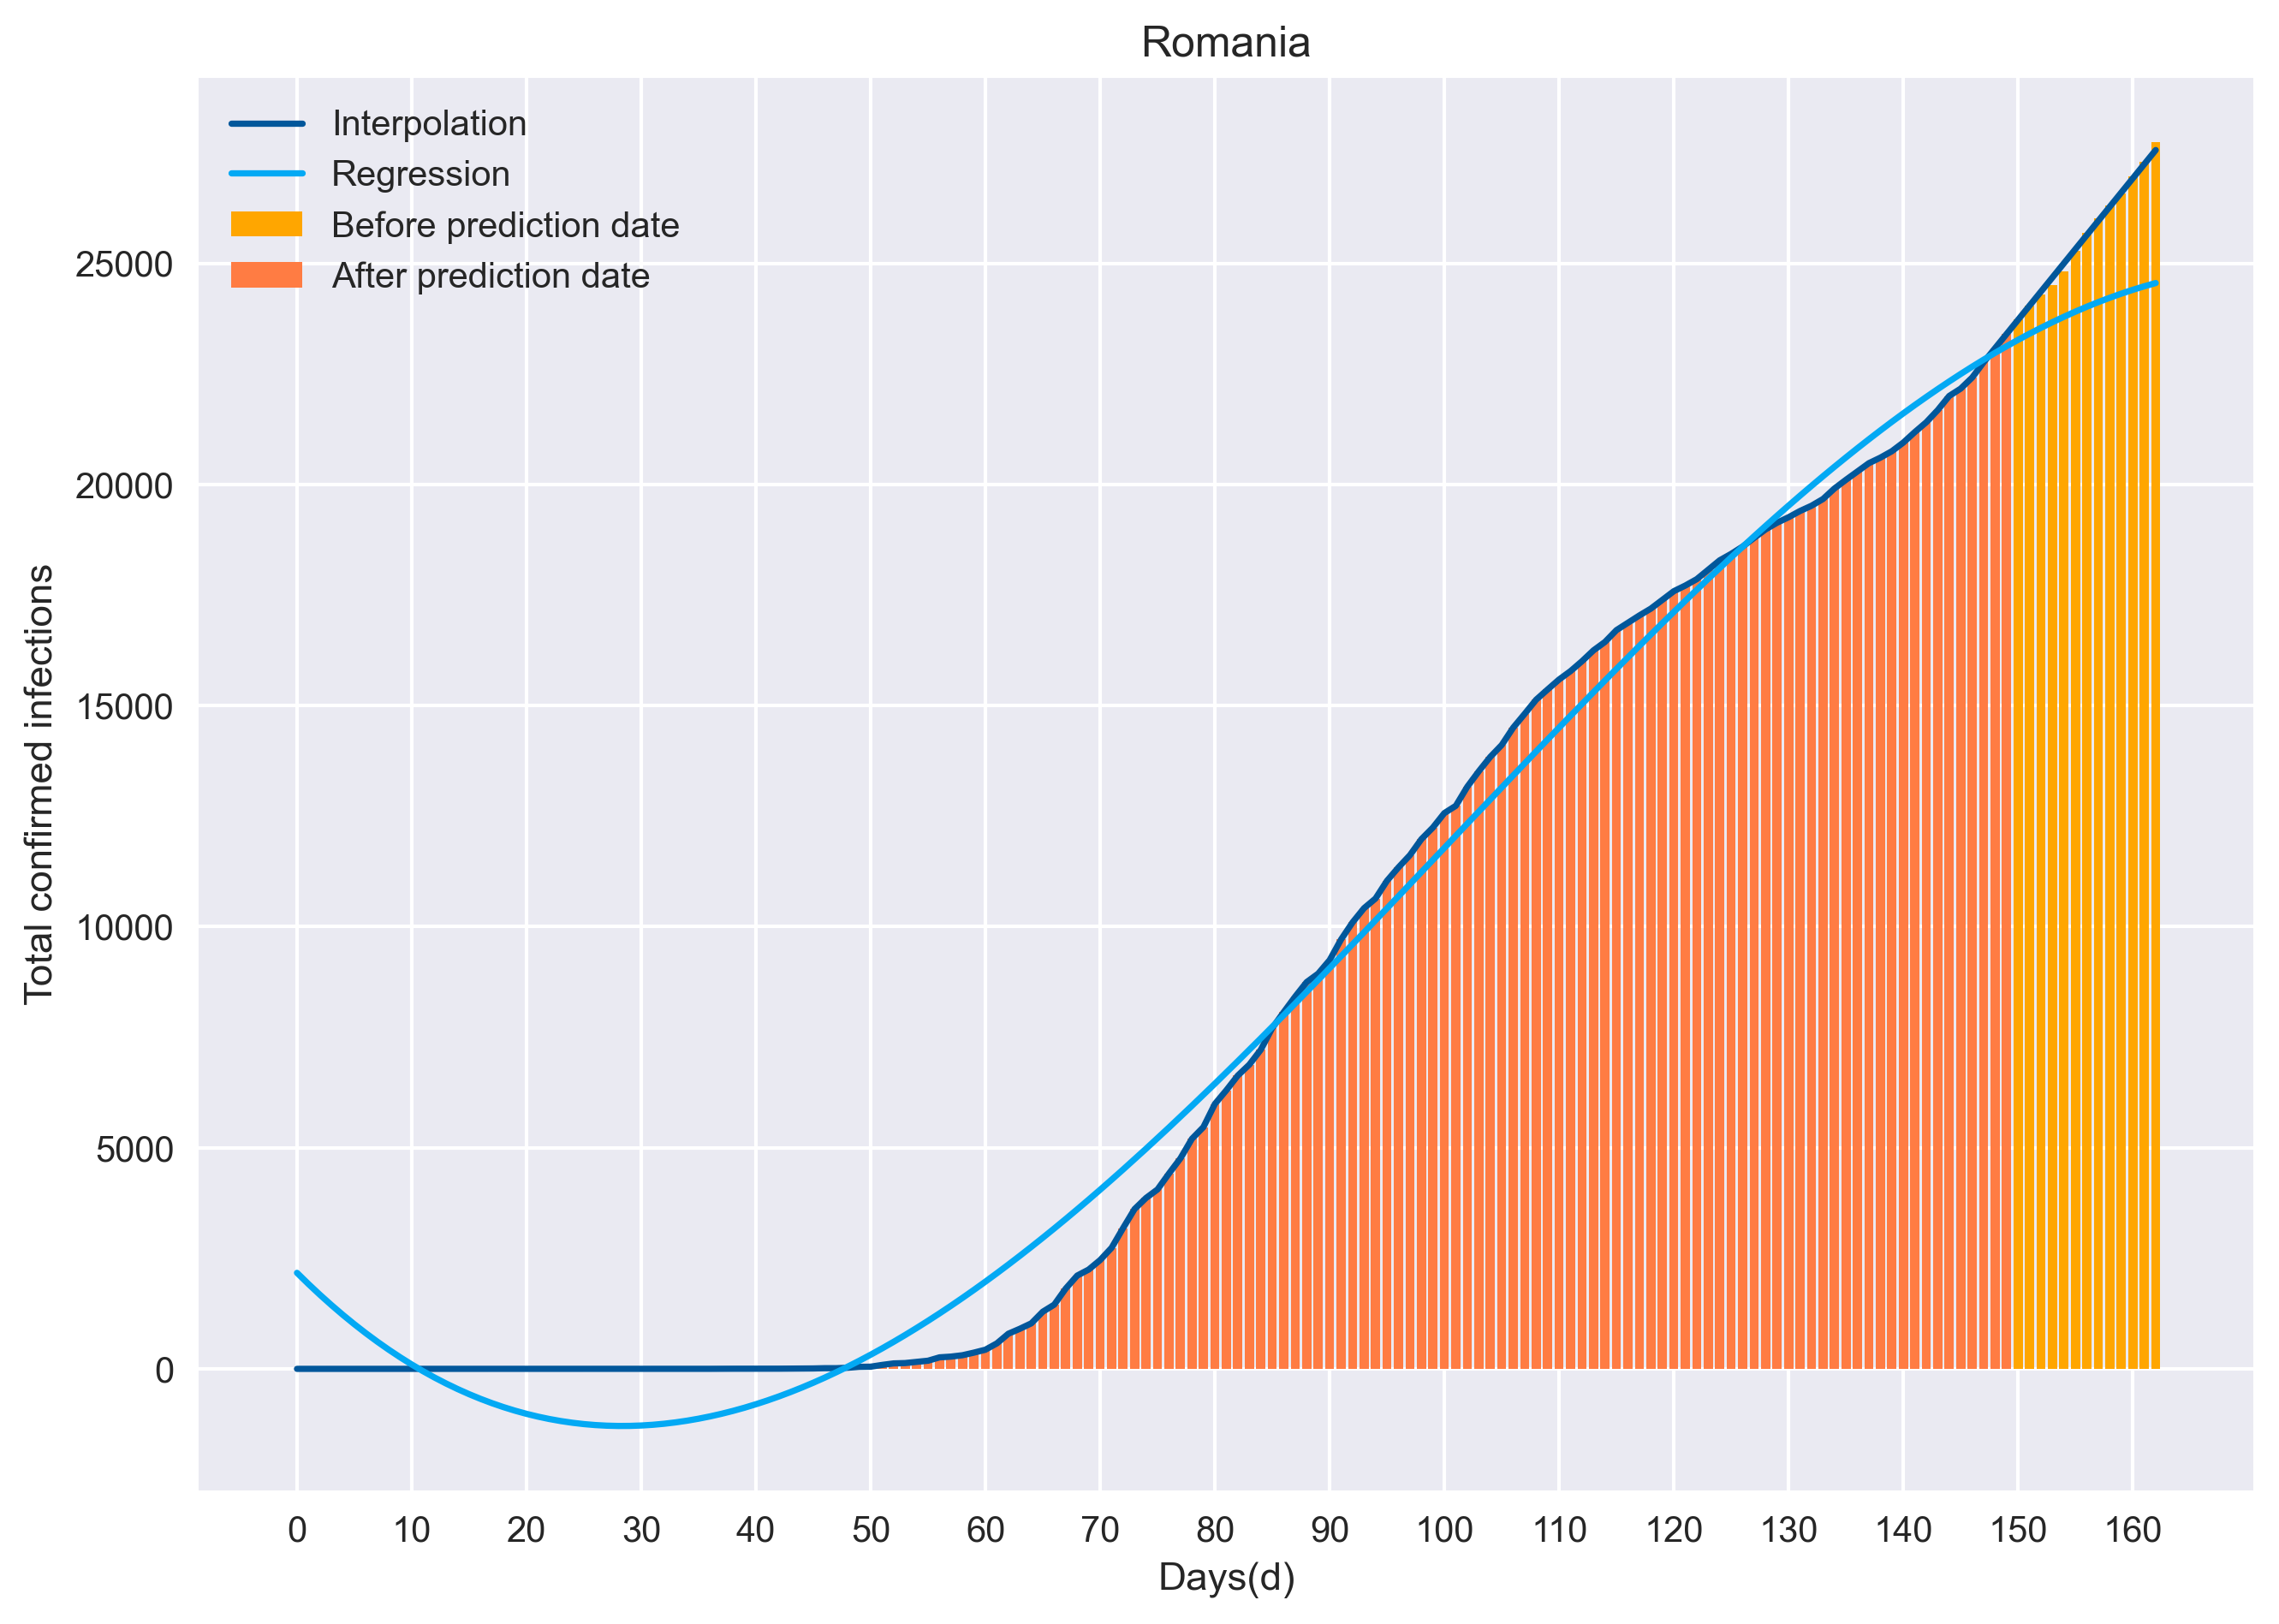 Romania
Interpolation
Regression
Before prediction date
After prediction date
25000
20000
15000
10000
5000
0
Total confirmed infections
0 10 20 30 40 50 60 70 80 90 100 110 120 130 140 150 160
Days(d)